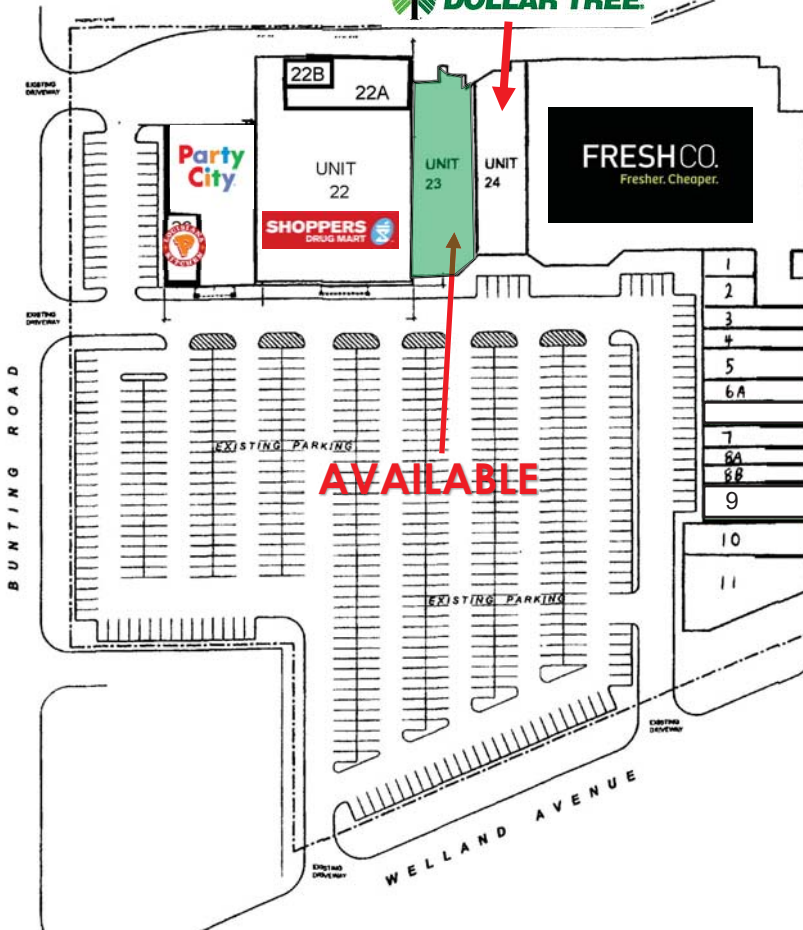 DOLLAR TREE
EXISTING
DRIVEWAY
22B
22A
Party
City
UNIT
22
UNIT
23
UNIT
24
FRESHCO.
Fresher. Cheaper.
SHOPPERS
DRUG MART
LOUISIANA
KITCHEN
EXISTING
DRIVEWAY
1
2
3
4
5
6A
7
8A
8B
9
10
11
BUNTING ROAD
EXISTING PARKING
AVAILABLE
EXISTING PARKING
EXISTING
DRIVEWAY
WELLAND AVENUE
EXISTING
DRIVEWAY